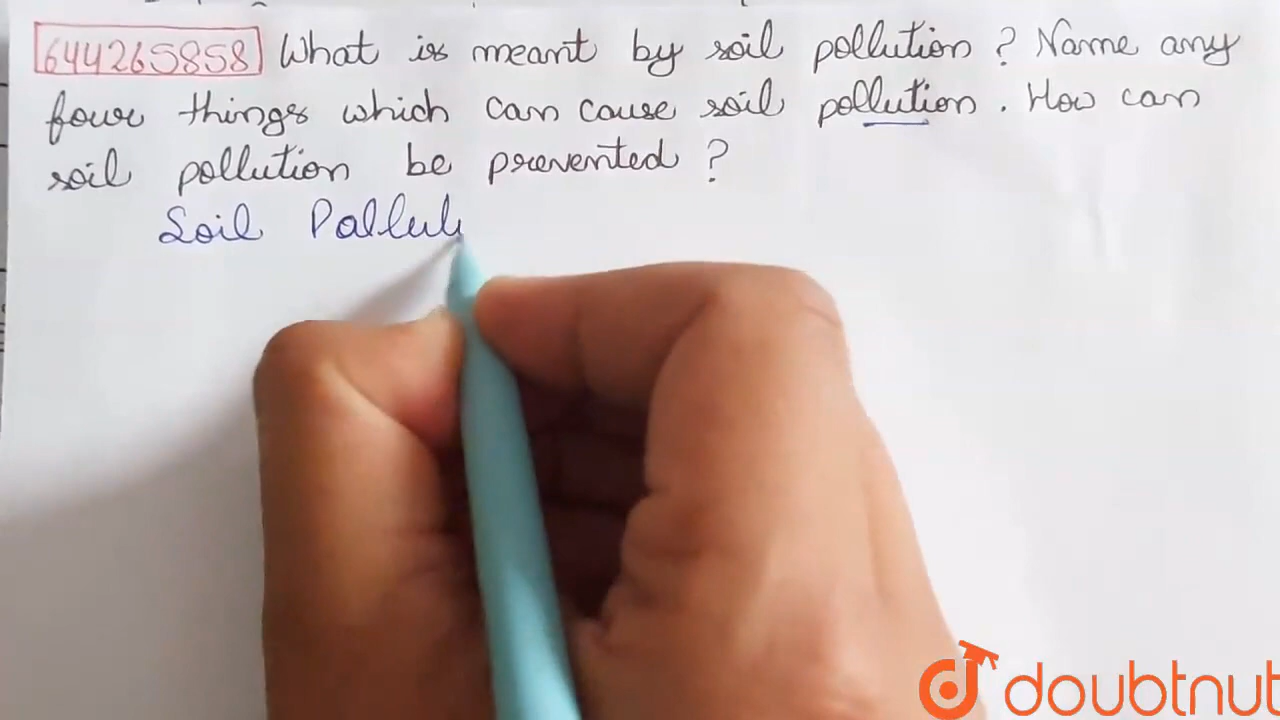 644265858 What is meant by soil pollution ? Name any
four things which can cause soil pollution . How can
soil pollution be prevented ?
Soil Pallut
doubtnut